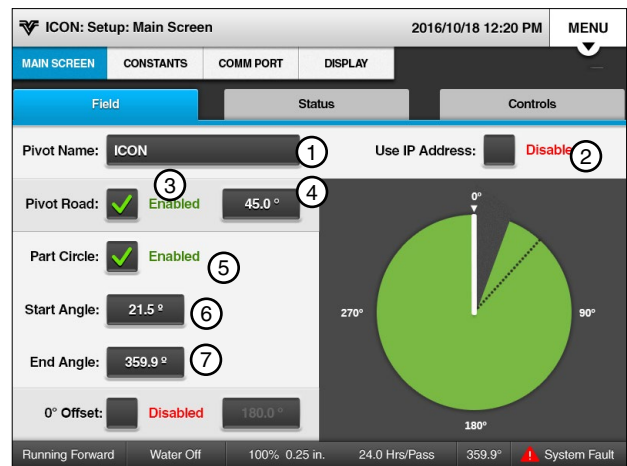 ICON: Setup: Main Screen 2016/10/18 12:20 PM MENU
MAIN SCREEN CONSTANTS COMM PORT DISPLAY
Field Status Controls
Pivot Name: ICON 1 Use IP Address: Disable 2
3
Pivot Road: Enabled 45.0 ° 4
0°
Part Circle: Enabled 5
Start Angle: 21.5 º 6
270° 90°
End Angle: 359.9 º 7
0° Offset: Disabled 180.0 °
180°
Running Forward Water Off 100% 0.25 in. 24.0 Hrs/Pass 359.9° System Fault